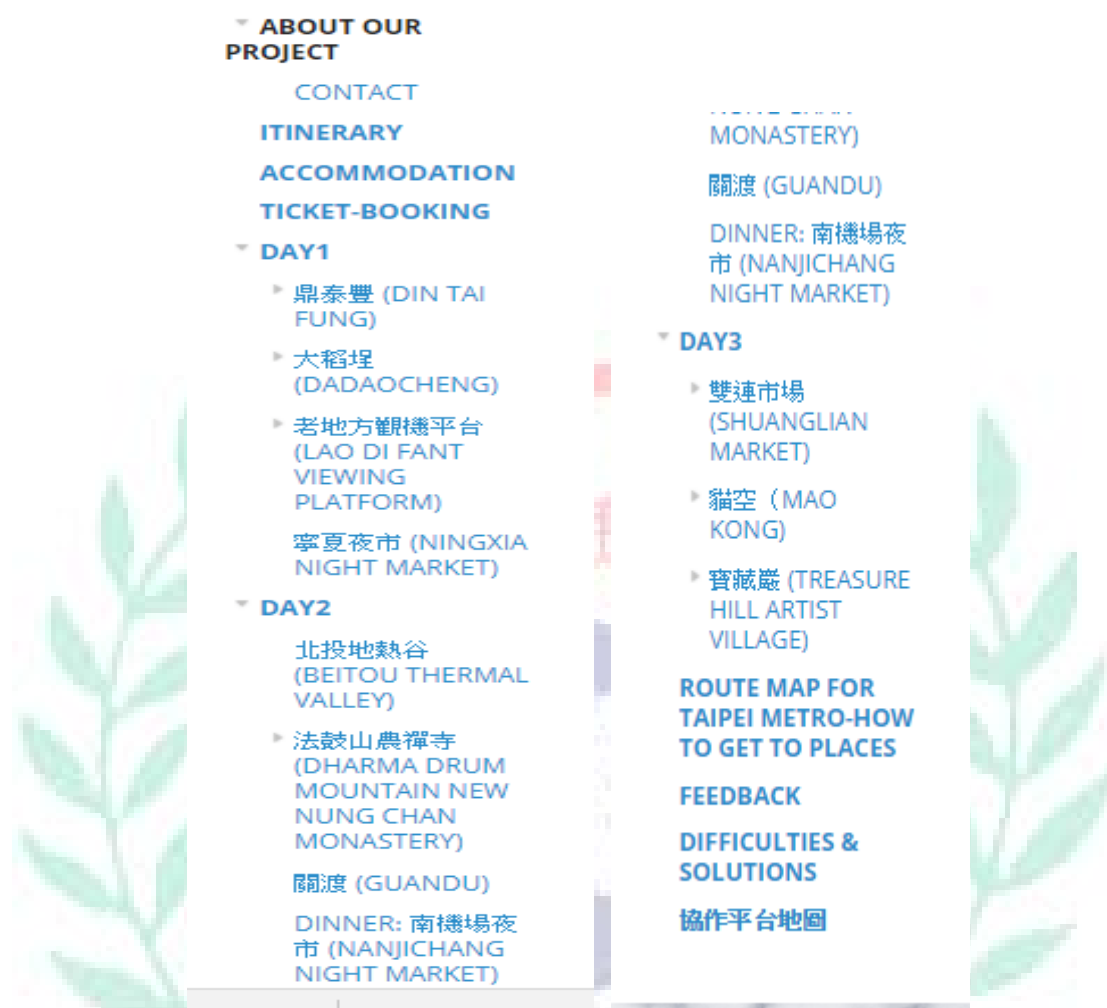 ABOUT OUR
PROJECT
CONTACT
ITINERARY
ACCOMMODATION
TICKET-BOOKING
DAY1
鼎泰豐 (DIN TAI
FUNG)
大稻埕
(DADAOCHENG)
老地方觀機平台
(LAO DI FANT
VIEWING
PLATFORM)
寧夏夜市 (NINGXIA
NIGHT MARKET)
DAY2
北投地熱谷
(BEITOU THERMAL
VALLEY)
法鼓山農禪寺
(DHARMA DRUM
MOUNTAIN NEW
NUNG CHAN
MONASTERY)
關渡 (GUANDU)
DINNER: 南機場夜
市 (NANJICHANG
NIGHT MARKET)
MONASTERY)
關渡 (GUANDU)
DINNER: 南機場夜
市 (NANJICHANG
NIGHT MARKET)
DAY3
雙連市場
(SHUANGLIAN
MARKET)
貓空（MAO
KONG)
寶藏巖 (TREASURE
HILL ARTIST
VILLAGE)
ROUTE MAP FOR
TAIPEI METRO-HOW
TO GET TO PLACES
FEEDBACK
DIFFICULTIES &
SOLUTIONS
協作平台地圖